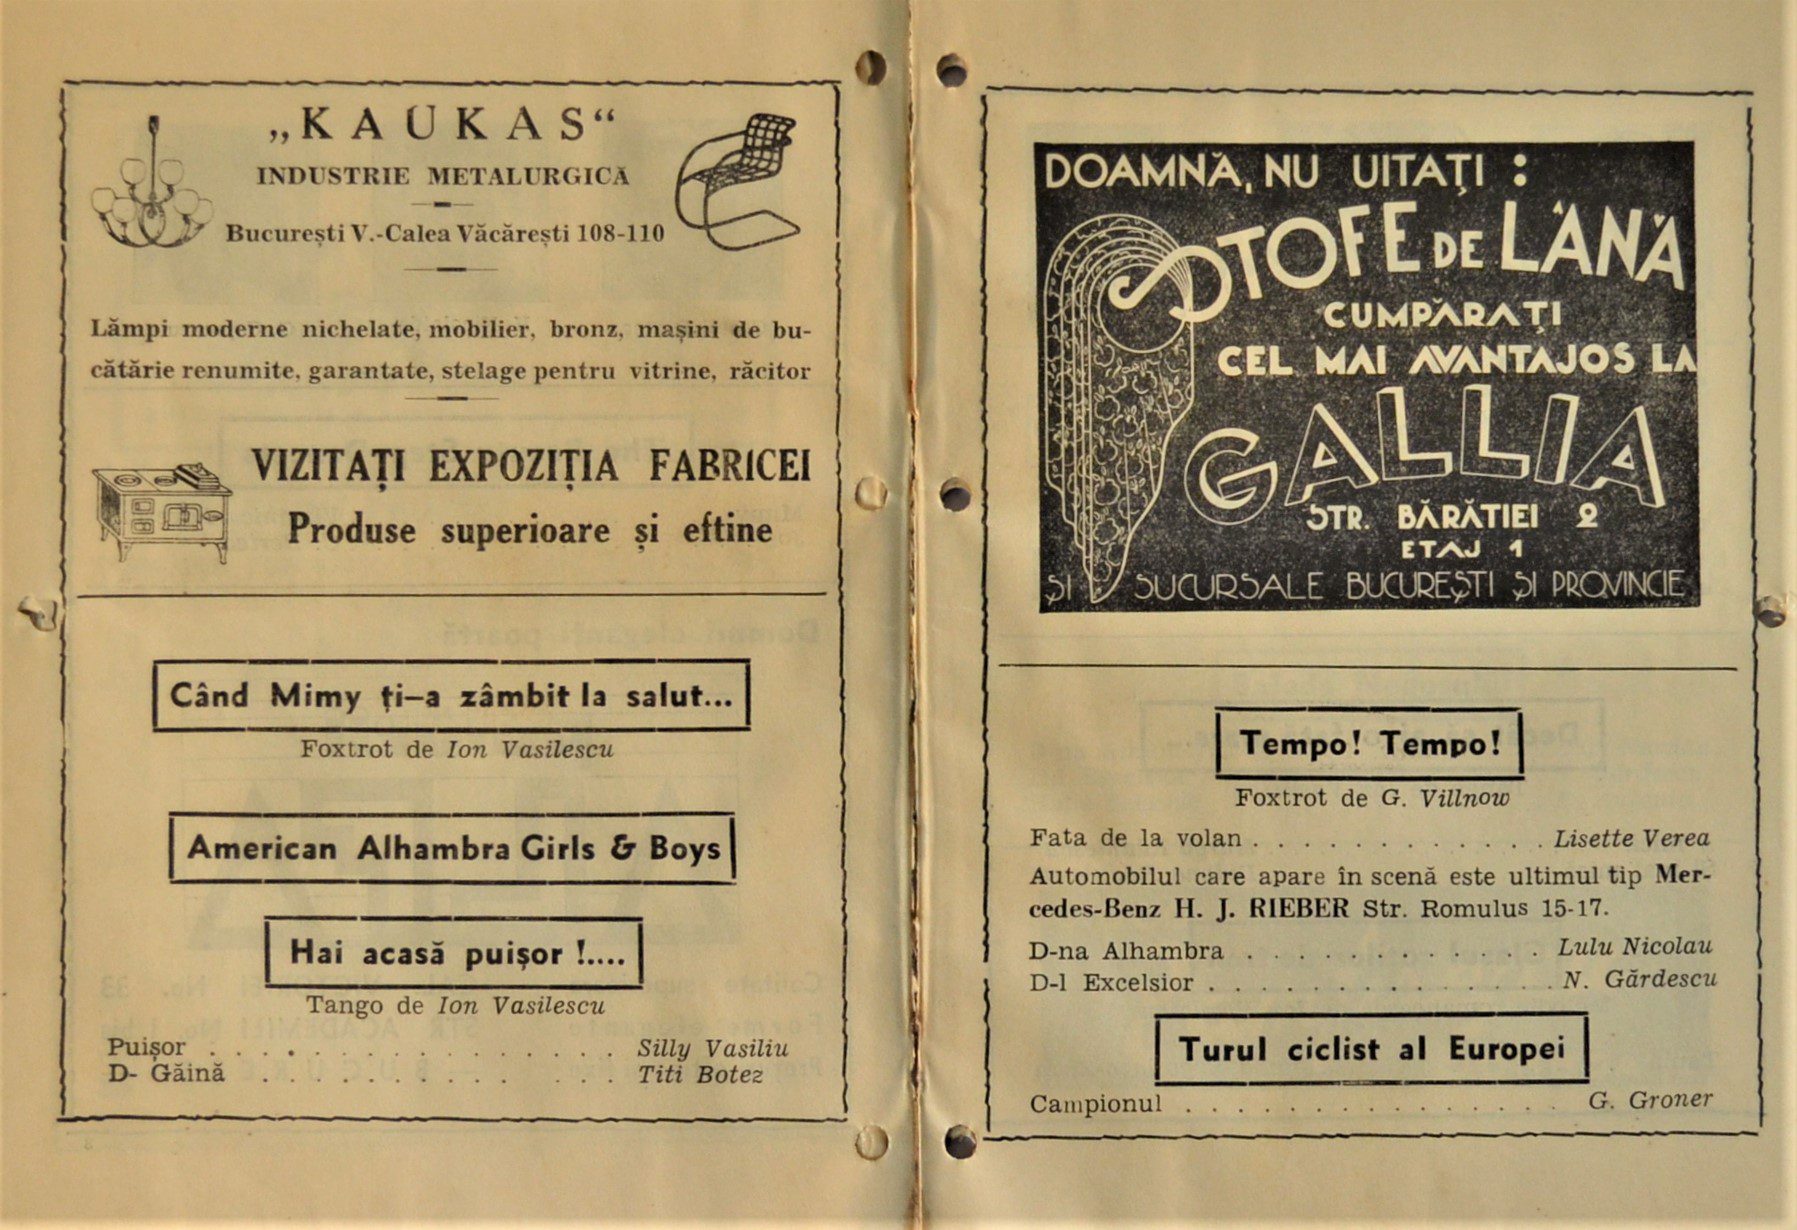 „KAUKAS“
INDUSTRIE METALURGICĂ
București V.-Calea Văcărești 108-110
Lămpi moderne nichelate, mobilier, bronz, mașini de bu-
cătărie renumite, garantate, stelage pentru vitrine, răcitor
VIZITAȚI EXPOZIȚIA FABRICEI
Produse superioare și eftine
Când Mimy ți-a zâmbit la salut...
Foxtrot de Ion Vasilescu
American Alhambra Girls & Boys
Hai acasă puișor !....
Tango de Ion Vasilescu
Puișor . . . . . . . . . . . . . . . . Silly Vasiliu
D- Găină . . . . . . . . . . . . . . Titi Botez
DOAMNĂ, NU UITAȚI :
STOFE DE LÂNĂ
CUMPĂRAȚI
CEL MAI AVANTAJOS LA
GALLIA
STR. BĂRĂTIEI 2
ETAJ 1
ȘI SUCURSALE BUCUREȘTI ȘI PROVINCIE
Tempo! Tempo!
Foxtrot de G. Villnow
Fata de la volan . . . . . . . . . . . . Lisette Verea
Automobilul care apare în scenă este ultimul tip Mer-
cedes-Benz H. J. RIEBER Str. Romulus 15-17.
D-na Alhambra . . . . . . . . . . . . Lulu Nicolau
D-l Excelsior . . . . . . . . . . . . . . N. Gărdescu
Turul ciclist al Europei
Campionul . . . . . . . . . . . . . . . G. Groner